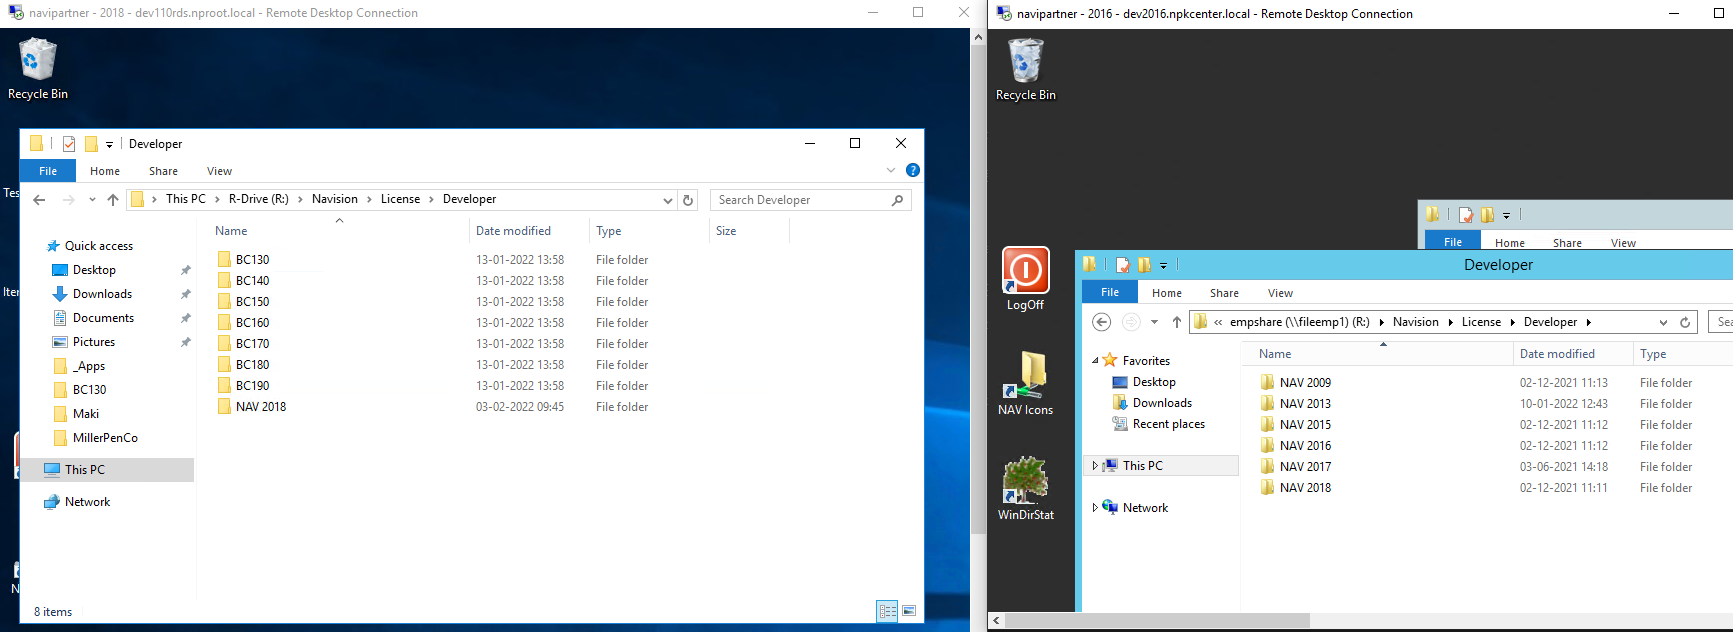 navipartner - 2018 - dev110rds.nproot.local - Remote Desktop Connection
Recycle Bin
Tes
Iter
N
Developer
File Home Share View
This PC R-Drive (R:) Navision License Developer
Search Developer
Quick access
Desktop
Downloads
Documents
Pictures
_Apps
BC130
Maki
MillerPenCo
This PC
Network
Name Date modified Type Size
BC130 13-01-2022 13:58 File folder
BC140 13-01-2022 13:58 File folder
BC150 13-01-2022 13:58 File folder
BC160 13-01-2022 13:58 File folder
BC170 13-01-2022 13:58 File folder
BC180 13-01-2022 13:58 File folder
BC190 13-01-2022 13:58 File folder
NAV 2018 03-02-2022 09:45 File folder
8 items
navipartner - 2016 - dev2016.npkcenter.local - Remote Desktop Connection
Recycle Bin
LogOff
NAV Icons
WinDirStat
File Home Share View
Developer
File Home Share View
« empshare (\\fileemp1) (R:) Navision License Developer
Sea
Favorites
Desktop
Downloads
Recent places
This PC
Network
Name Date modified Type
NAV 2009 02-12-2021 11:13 File folder
NAV 2013 10-01-2022 12:43 File folder
NAV 2015 02-12-2021 11:12 File folder
NAV 2016 02-12-2021 11:12 File folder
NAV 2017 03-06-2021 14:18 File folder
NAV 2018 02-12-2021 11:11 File folder